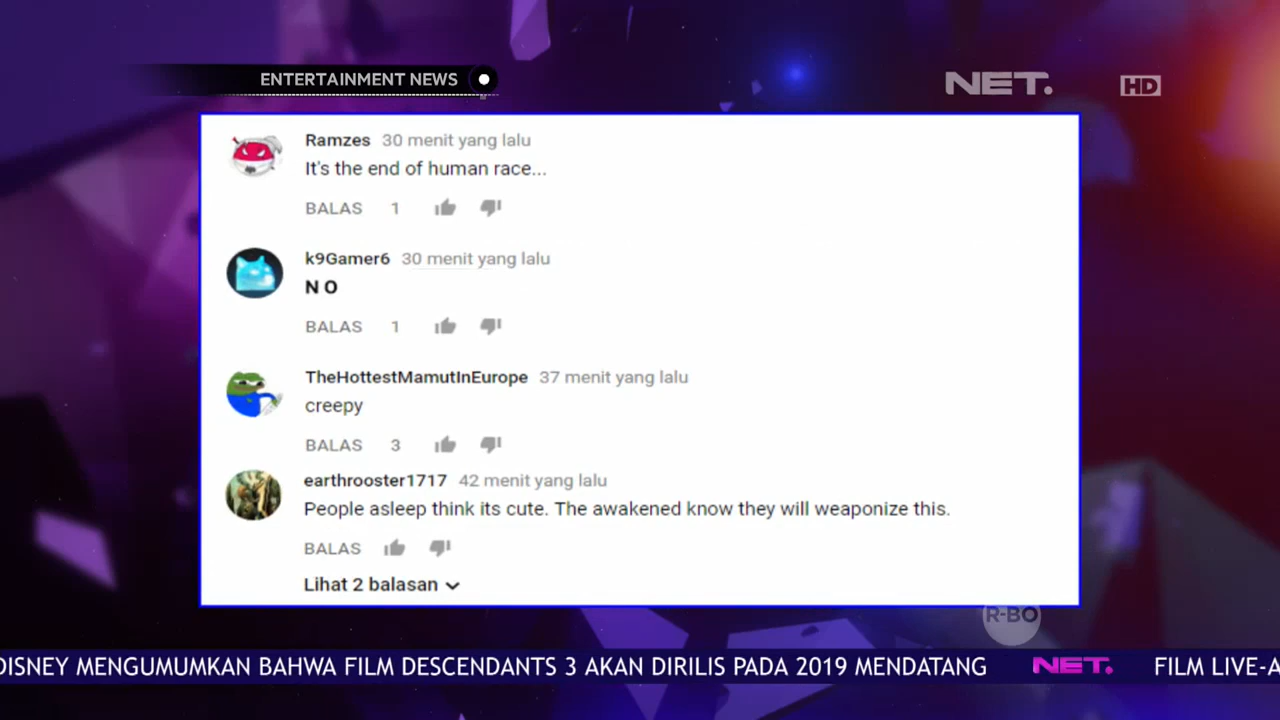 ENTERTAINMENT NEWS
NET.
HD
Ramzes 30 menit yang lalu
It's the end of human race...
BALAS 1
k9Gamer6 30 menit yang lalu
N O
BALAS 1
TheHottestMamutInEurope 37 menit yang lalu
creepy
BALAS 3
earthrooster1717 42 menit yang lalu
People asleep think its cute. The awakened know they will weaponize this.
BALAS
Lihat 2 balasan
R-BO
DISNEY MENGUMUMKAN BAHWA FILM DESCENDANTS 3 AKAN DIRILIS PADA 2019 MENDATANG NET. FILM LIVE-A